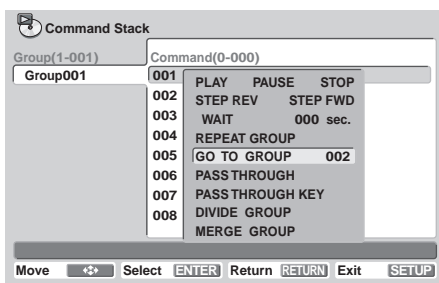 Command Stack
Group(1-001) Command(0-000)
Group001
001
002
003
004
005
006
007
008
PLAY PAUSE STOP
STEP REV STEP FWD
WAIT 000 sec.
REPEAT GROUP
GO TO GROUP 002
PASS THROUGH
PASS THROUGH KEY
DIVIDE GROUP
MERGE GROUP
Move Select ENTER Return RETURN Exit SETUP